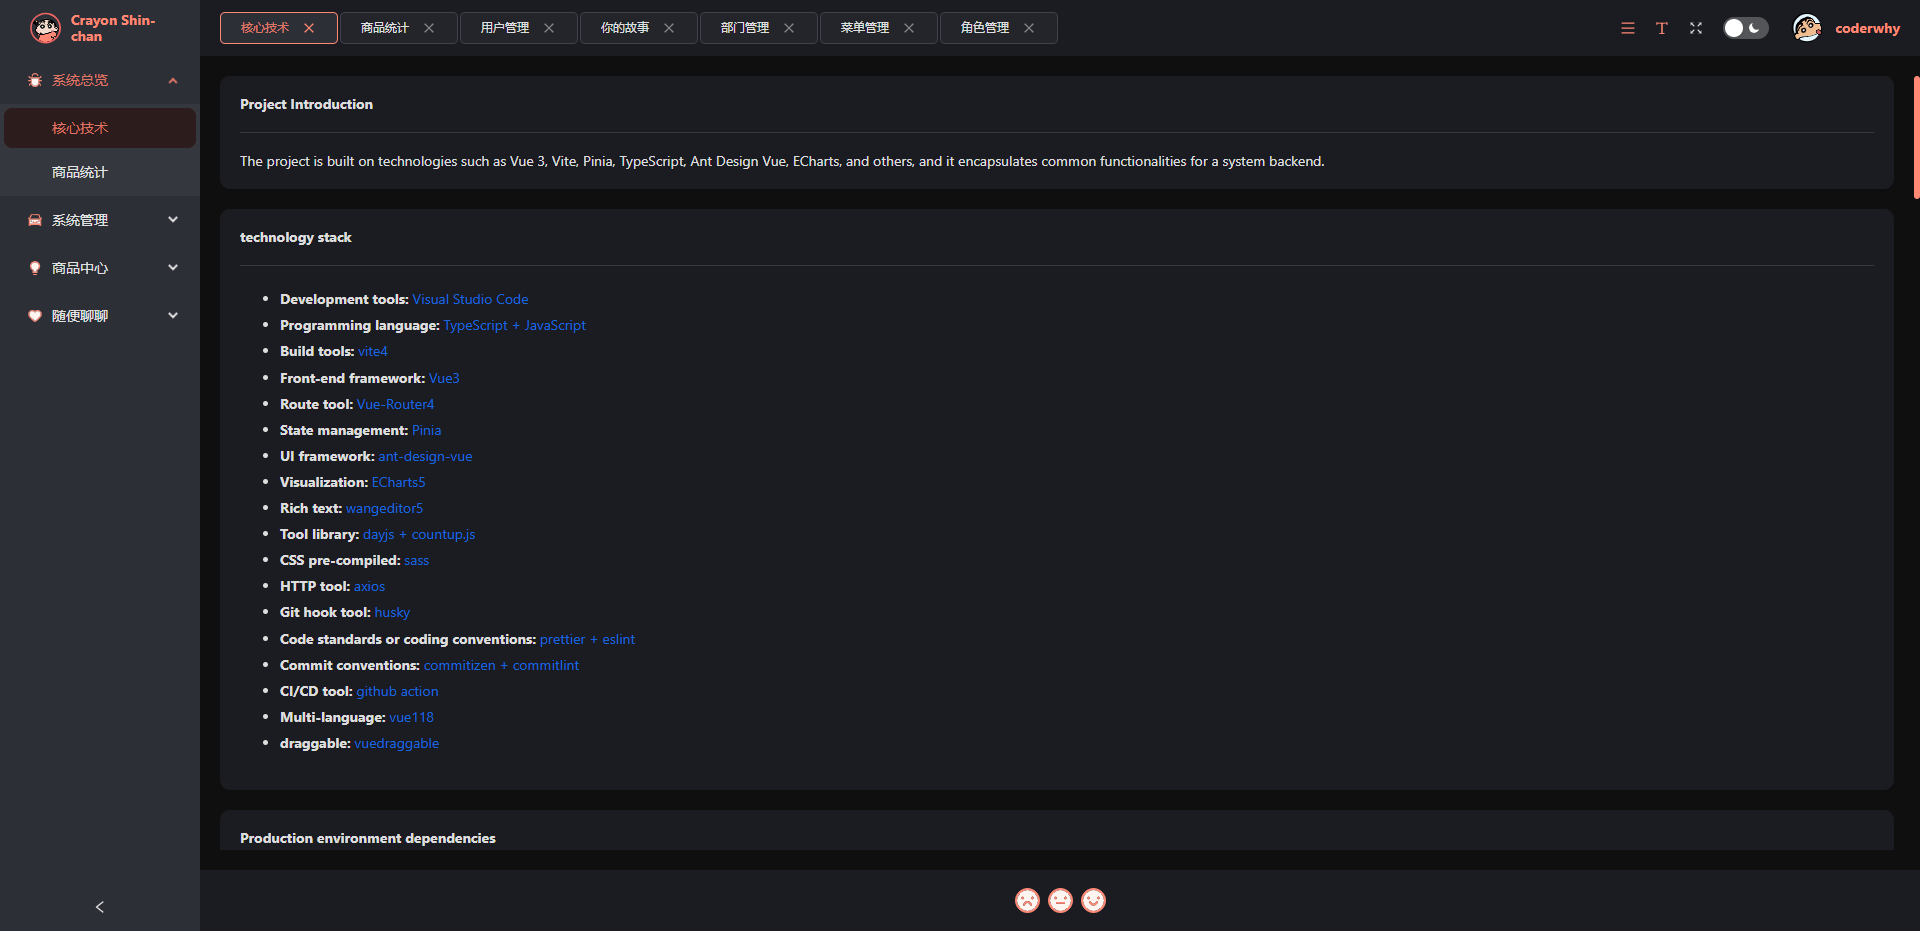 Crayon Shin-
chan
核心技术
商品统计
用户管理
你的故事
部门管理
菜单管理
角色管理
T
coderwhy
系统总览
核心技术
商品统计
系统管理
商品中心
随便聊聊
Project Introduction
The project is built on technologies such as Vue 3, Vite, Pinia, TypeScript, Ant Design Vue, ECharts, and others, and it encapsulates common functionalities for a system backend.
technology stack
Development tools: Visual Studio Code
Programming language: TypeScript + JavaScript
Build tools: vite4
Front-end framework: Vue3
Route tool: Vue-Router4
State management: Pinia
UI framework: ant-design-vue
Visualization: ECharts5
Rich text: wangeditor5
Tool library: dayjs + countup.js
CSS pre-compiled: sass
HTTP tool: axios
Git hook tool: husky
Code standards or coding conventions: prettier + eslint
Commit conventions: commitizen + commitlint
CI/CD tool: github action
Multi-language: vue118
draggable: vuedraggable
Production environment dependencies